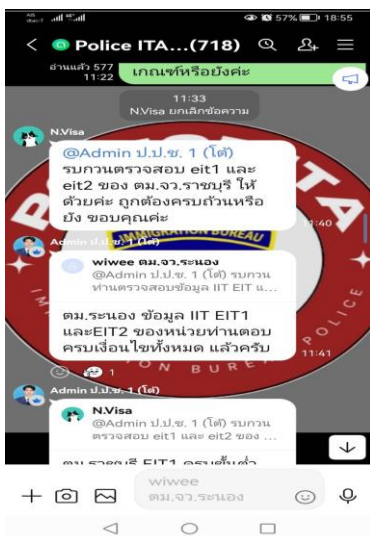 AIS
dtac-T
57%
18:55
Police ITA...(718)
อ่านแล้ว 577
11:22
เกณฑ์หรือยังค่ะ
11:33
N.Visa ยกเลิกข้อความ
N.Visa
@Admin ป.ป.ช. 1 (โต้)
รบกวนตรวจสอบ eit1 และ
eit2 ของ ตม.จว.ราชบุรี ให้
ด้วยค่ะ ถูกต้องครบถ้วนหรือ
ยัง ขอบคุณค่ะ
11:40
IMMIGRATION BUREAU
Admin ป.ป.ช. 1 (โต้)
wiwee ตม.จว.ระนอง
@Admin ป.ป.ช. 1 (โต้) รบกวน
ท่านตรวจสอบข้อมูล IIT EIT แ...
ตม.ระนอง ข้อมูล IIT EIT1
และEIT2 ของหน่วยท่านตอบ
ครบเงื่อนไขทั้งหมด แล้วครับ
11:41
1
Admin ป.ป.ช. 1 (โต้)
N.Visa
@Admin ป.ป.ช. 1 (โต้) รบกวน
ตรวจสอบ eit1 และ eit2 ของ ...
ตม ราชบุรี EIT1 ครบขั้นต่ำ
wiwee
ตม.จว.ระนอง